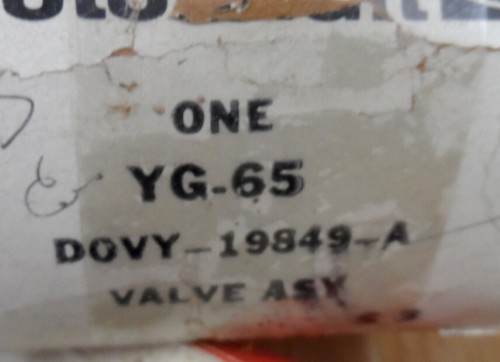 ONE
YG-65
DOVY-19849-A
VALVE ASY